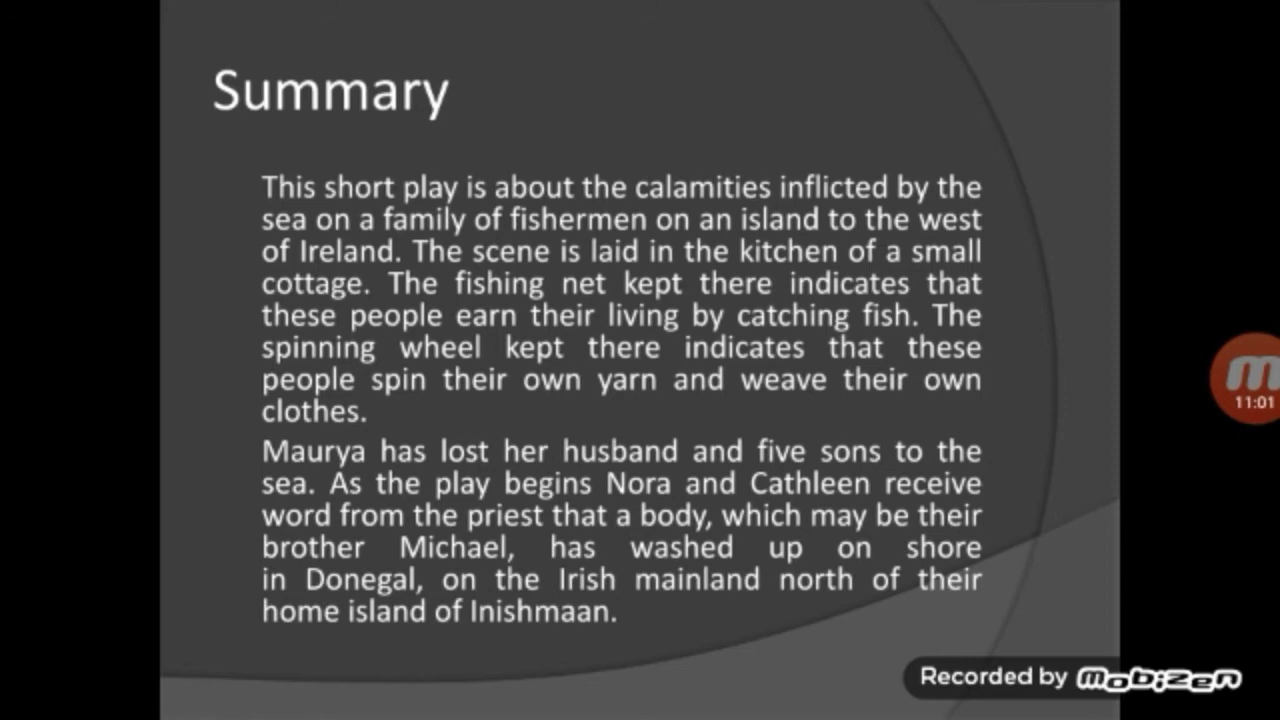 Summary
This short play is about the calamities inflicted by the
sea on a family of fishermen on an island to the west
of Ireland. The scene is laid in the kitchen of a small
cottage. The fishing net kept there indicates that
these people earn their living by catching fish. The
spinning wheel kept there indicates that these
people spin their own yarn and weave their own
clothes.
Maurya has lost her husband and five sons to the
sea. As the play begins Nora and Cathleen receive
word from the priest that a body, which may be their
brother Michael, has washed up on shore
in Donegal, on the Irish mainland north of their
home island of Inishmaan.
m
11:01
Recorded by mobizen